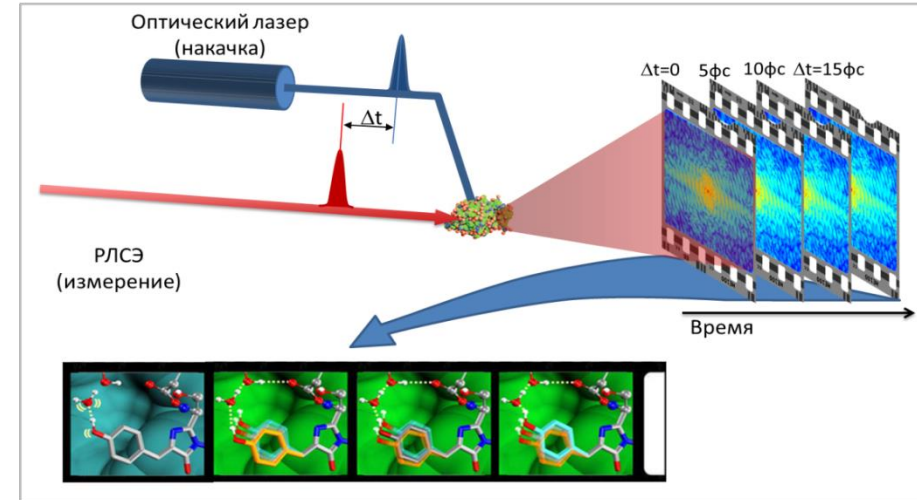 Оптический лазер
(накачка)
Δt
Δt=0 5фс 10фс Δt=15фс
РЛСЭ
(измерение)
Время